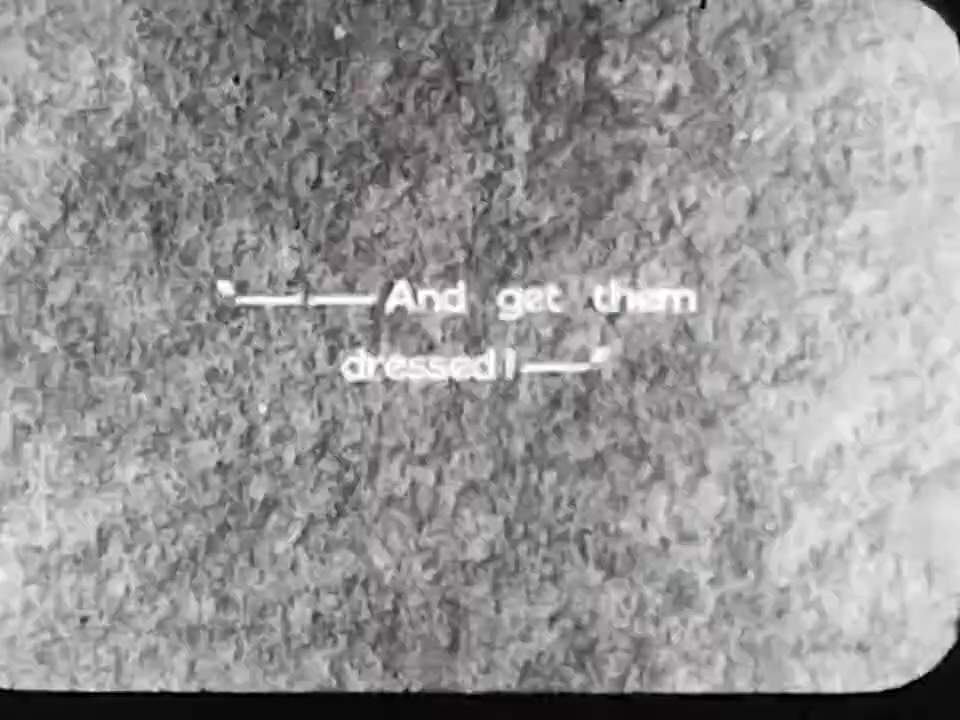 "— —And get them
dressed!—"